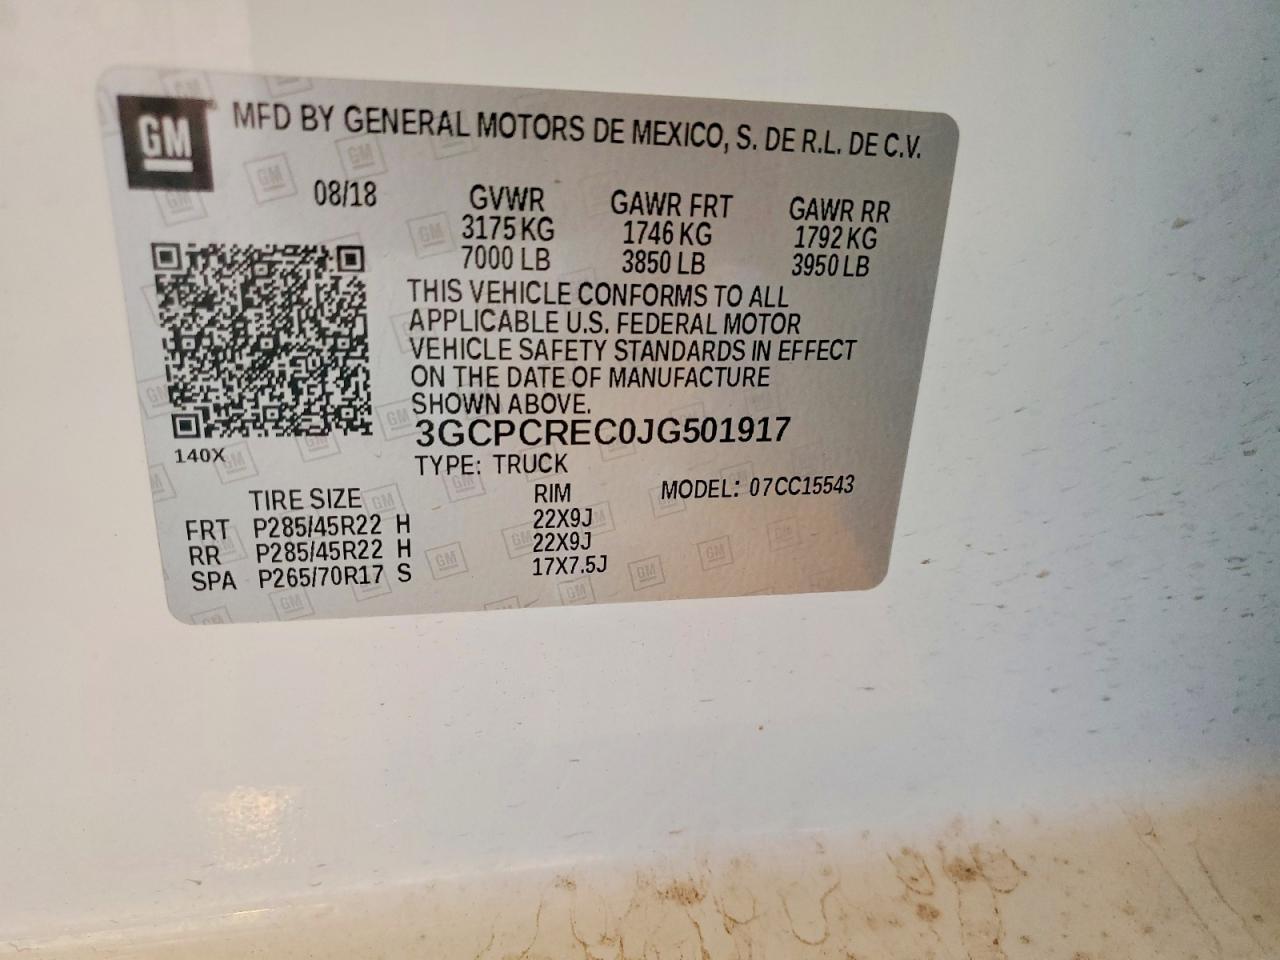 GM MFD BY GENERAL MOTORS DE MEXICO, S. DE R.L. DE C.V.
08/18 GVWR GAWR FRT GAWR RR
3175 KG 1746 KG 1792 KG
7000 LB 3850 LB 3950 LB
THIS VEHICLE CONFORMS TO ALL
APPLICABLE U.S. FEDERAL MOTOR
VEHICLE SAFETY STANDARDS IN EFFECT
ON THE DATE OF MANUFACTURE
SHOWN ABOVE.
3GCPCREC0JG501917
140X
TYPE: TRUCK
TIRE SIZE RIM MODEL: 07CC15543
FRT P285/45R22 H 22X9J
RR P285/45R22 H 22X9J
SPA P265/70R17 S 17X7.5J